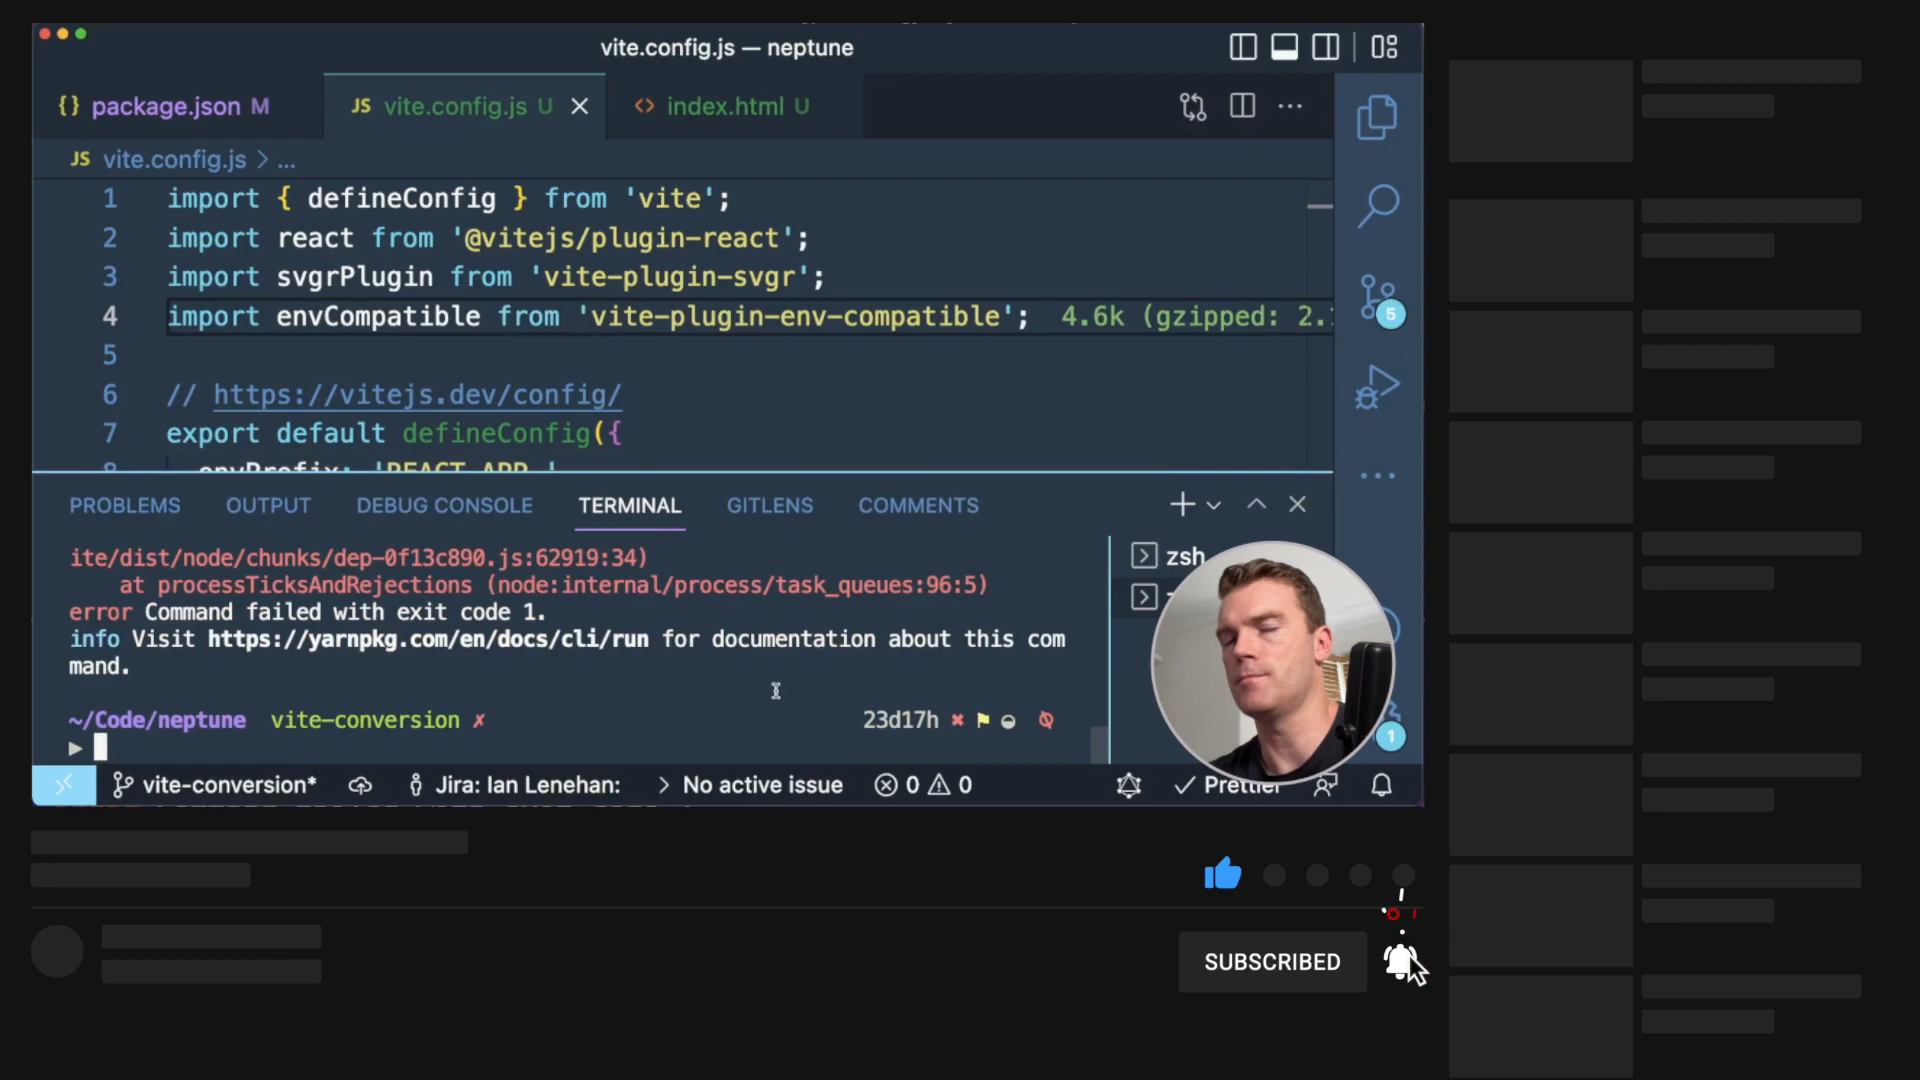 vite.config.js — neptune
{} package.json M
JS vite.config.js U
index.html U
JS vite.config.js > ...
1 import { defineConfig } from 'vite';
2 import react from '@vitejs/plugin-react';
3 import svgrPlugin from 'vite-plugin-svgr';
4 import envCompatible from 'vite-plugin-env-compatible'; 4.6k (gzipped: 2.
5
6 // https://vitejs.dev/config/
7 export default defineConfig({
8 envPrefix: 'REACT_APP_'
5
PROBLEMS OUTPUT DEBUG CONSOLE TERMINAL GITLENS COMMENTS
ite/dist/node/chunks/dep-0f13c890.js:62919:34)
at processTicksAndRejections (node:internal/process/task_queues:96:5)
error Command failed with exit code 1.
info Visit https://yarnpkg.com/en/docs/cli/run for documentation about this com
mand.
zsh
~/Code/neptune vite-conversion ✗ 23d17h
1
vite-conversion* Jira: Ian Lenehan: > No active issue 0 0 Prettier
SUBSCRIBED